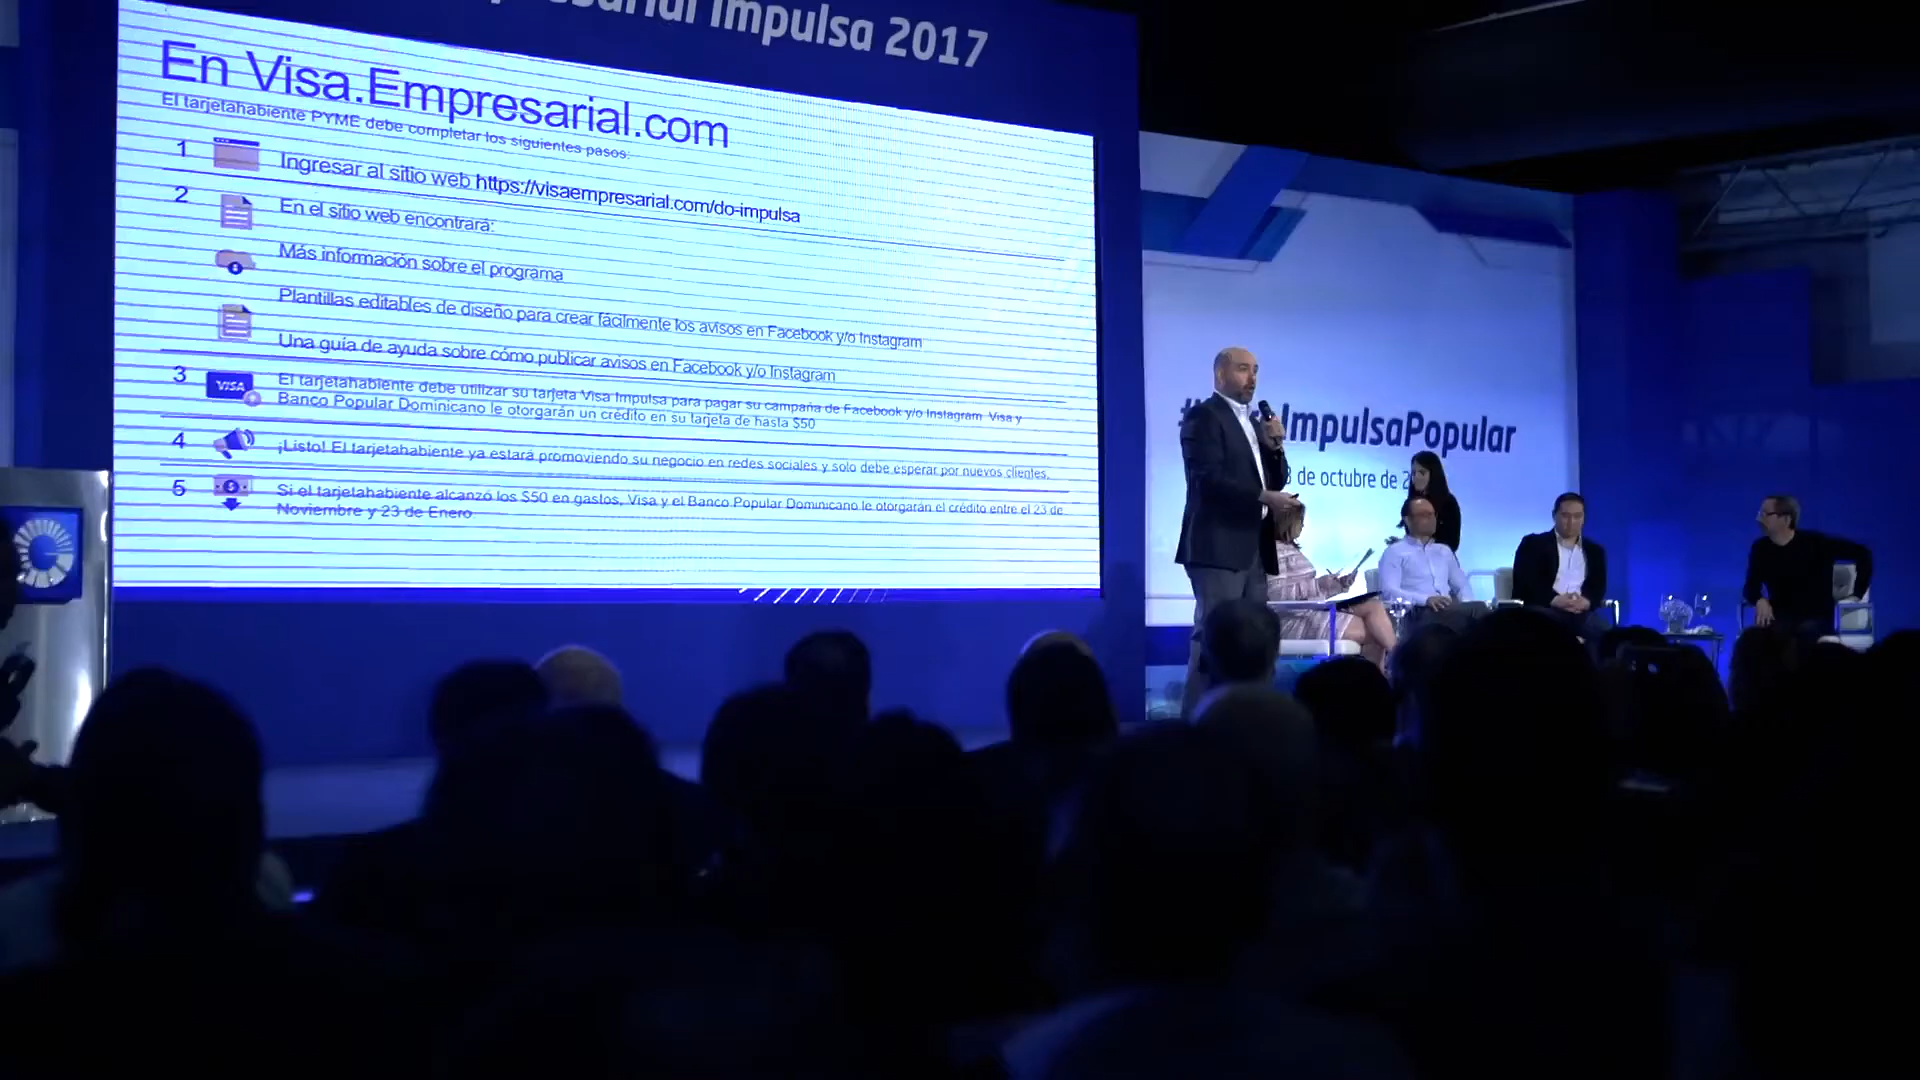 Impulsa 2017
En Visa.Empresarial.com
El tarjetahabiente PYME debe completar los siguientes pasos:
1 Ingresar al sitio web https://visaempresarial.com/do-impulsa
2 En el sitio web encontrará:
Más información sobre el programa
Plantillas editables de diseño para crear fácilmente los avisos en Facebook y/o Instagram
Una guía de ayuda sobre cómo publicar avisos en Facebook y/o Instagram
3 VISA El tarjetahabiente debe utilizar su tarjeta Visa Impulsa para pagar su campaña de Facebook y/o Instagram. Visa y
Banco Popular Dominicano le otorgarán un crédito en su tarjeta de hasta $50
4 ¡Listo! El tarjetahabiente ya estará promoviendo su negocio en redes sociales y solo debe esperar por nuevos clientes.
5 Si el tarjetahabiente alcanzó los $50 en gastos, Visa y el Banco Popular Dominicano le otorgarán el crédito entre el 23 de
Noviembre y 23 de Enero
ImpulsaPopular
de octubre de